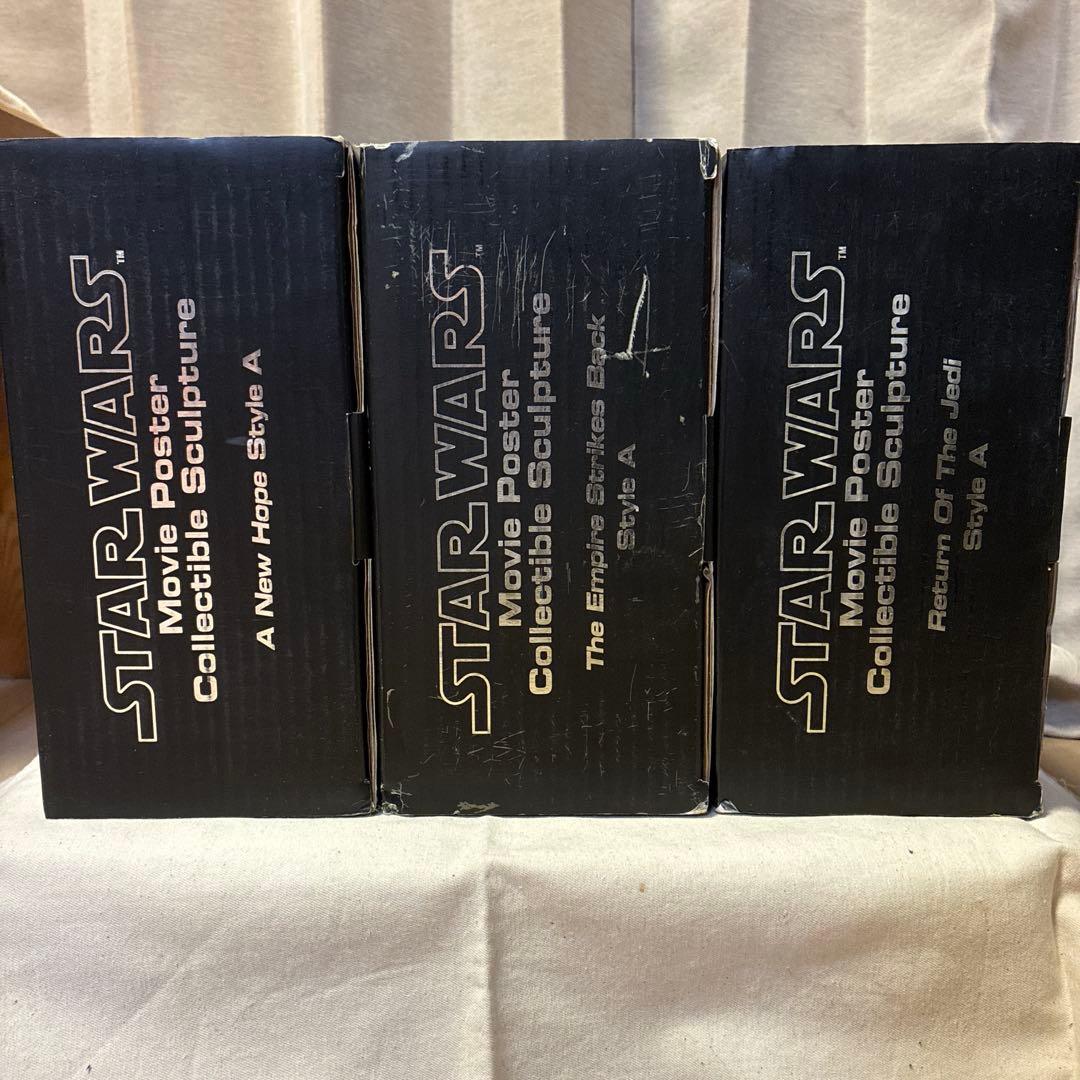 STAR WARS™
Movie Poster
Collectible Sculpture
A New Hope Style A
STAR WARS™
Movie Poster
Collectible Sculpture
The Empire Strikes Back
Style A
STAR WARS™
Movie Poster
Collectible Sculpture
Return Of The Jedi
Style A